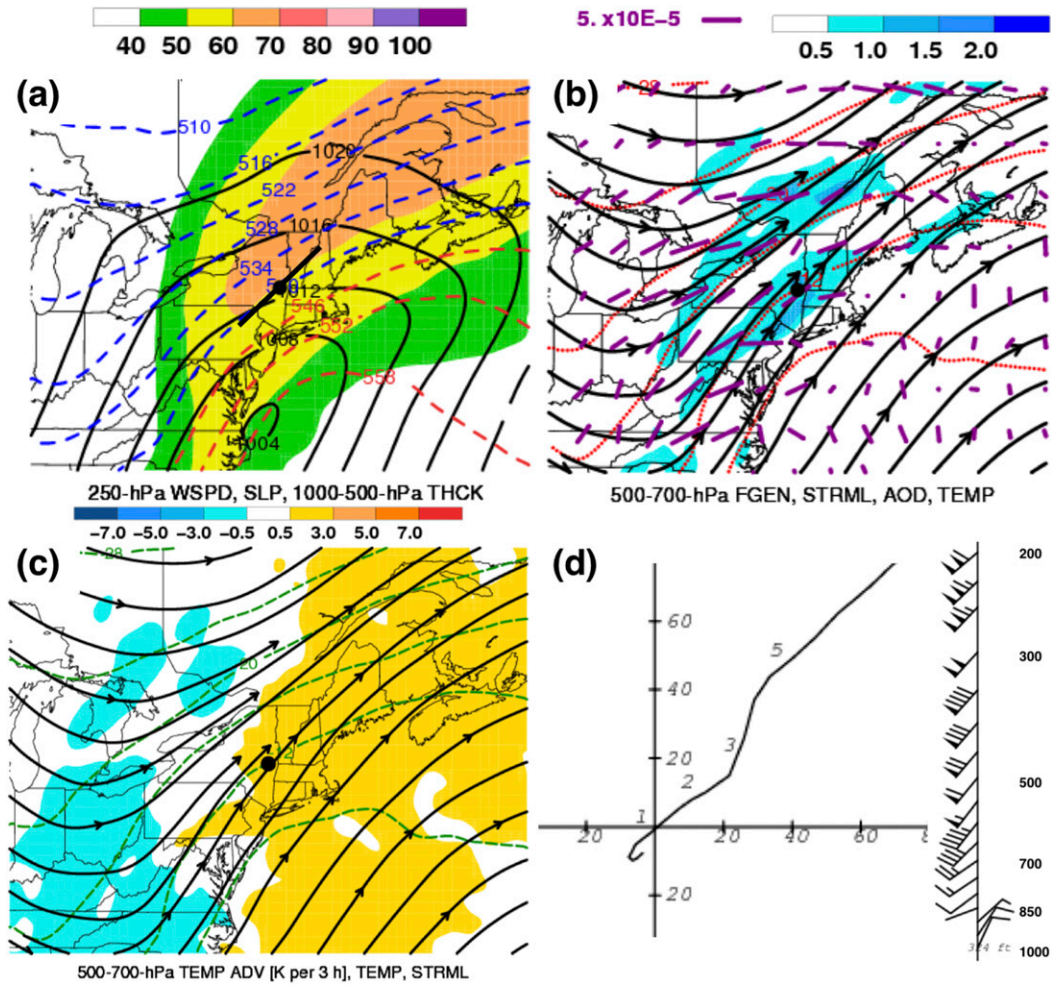 5. x10E-5
40 50 60 70 80 90 100
0.5 1.0 1.5 2.0
(a)
510
516
1020
522
528
1016
534
546
552
1008
558
1004
250-hPa WSPD, SLP, 1000-500-hPa THCK
(b)
500-700-hPa FGEN, STRML, AOD, TEMP
-7.0 -5.0 -3.0 -0.5 0.5 3.0 5.0 7.0
(c)
28
20
500-700-hPa TEMP ADV [K per 3 h], TEMP, STRML
(d)
200
60
5
300
40
3
20
2
500
1
20 20 40 60
700
20
850
1000